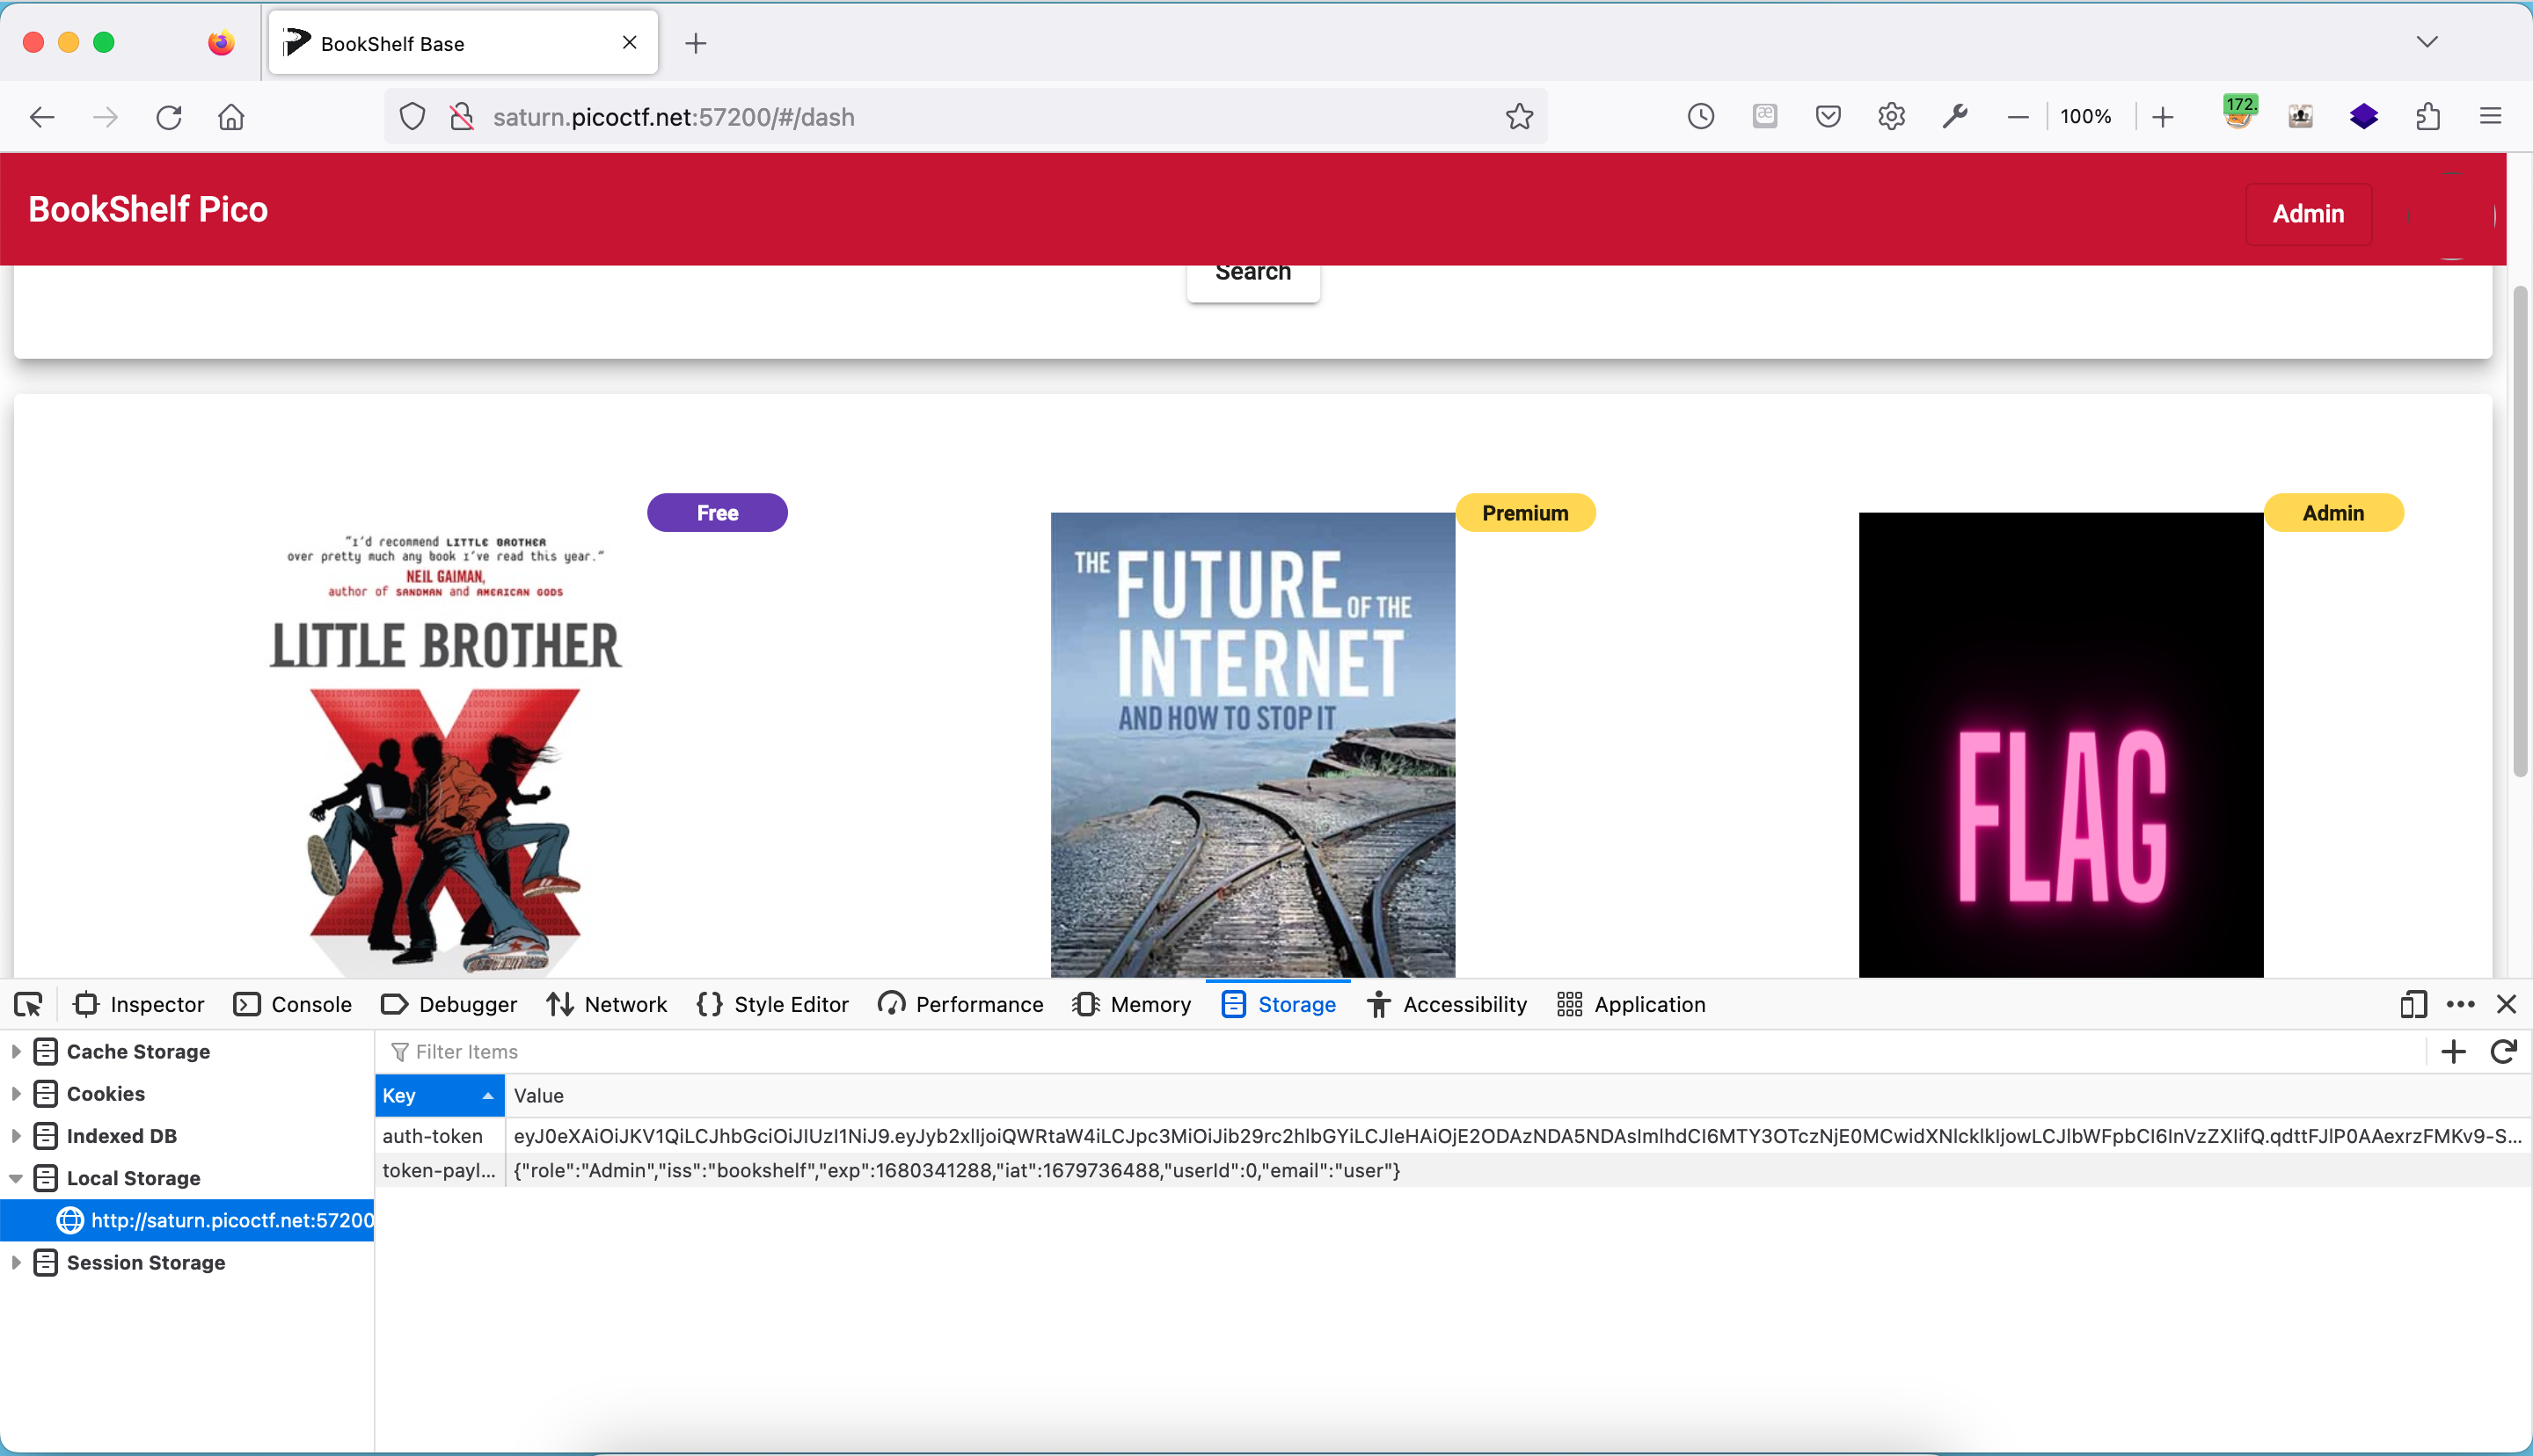 BookShelf Base
saturn.picoctf.net:57200/#/dash
100%
172.
BookShelf Pico
Admin
Search
Free
Premium
Admin
“I’d recommend LITTLE BROTHER
over pretty much any book I’ve read this year.”
NEIL GAIMAN,
author of SANDMAN and AMERICAN GODS
LITTLE BROTHER
THE FUTURE OF THE
INTERNET
AND HOW TO STOP IT
FLAG
Inspector
Console
Debugger
Network
Style Editor
Performance
Memory
Storage
Accessibility
Application
Cache Storage
Cookies
Indexed DB
Local Storage
http://saturn.picoctf.net:57200
Session Storage
Filter Items
Key Value
auth-token
token-payl... {"role":"Admin","iss":"bookshelf","exp":1680341288,"iat":1679736488,"userId":0,"email":"user"}